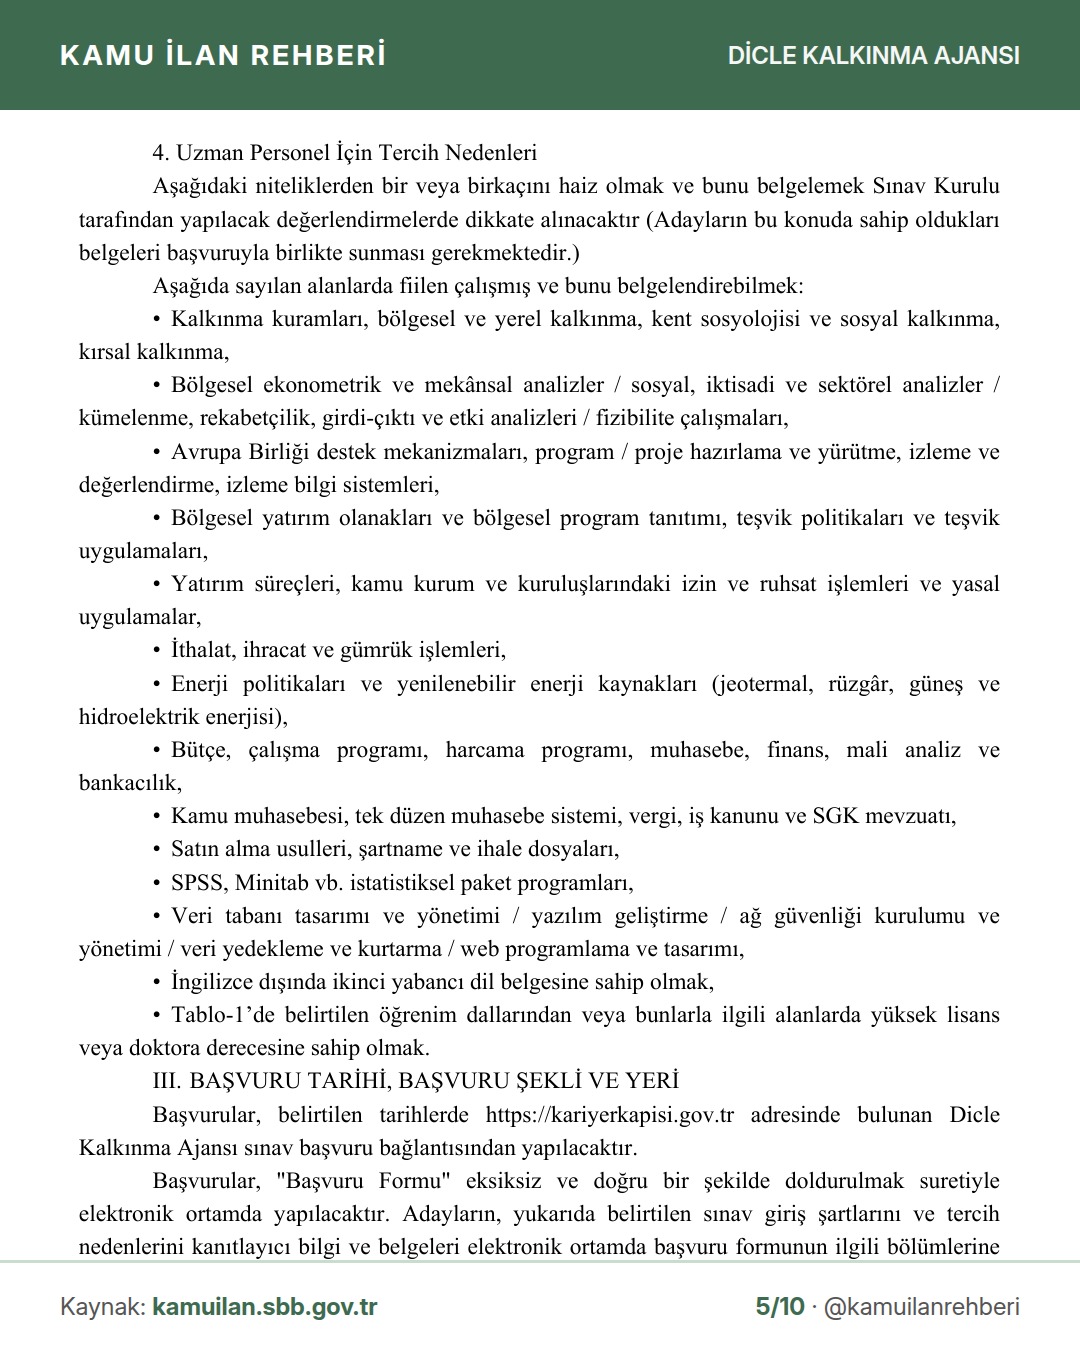 KAMU İLAN REHBERİ
DİCLE KALKINMA AJANSI
4. Uzman Personel İçin Tercih Nedenleri
Aşağıdaki niteliklerden bir veya birkaçını haiz olmak ve bunu belgelemek Sınav Kurulu
tarafından yapılacak değerlendirmelerde dikkate alınacaktır (Adayların bu konuda sahip oldukları
belgeleri başvuruyla birlikte sunması gerekmektedir.)
Aşağıda sayılan alanlarda fiilen çalışmış ve bunu belgelendirebilmek:
• Kalkınma kuramları, bölgesel ve yerel kalkınma, kent sosyolojisi ve sosyal kalkınma,
kırsal kalkınma,
• Bölgesel ekonometrik ve mekânsal analizler / sosyal, iktisadi ve sektörel analizler /
kümelenme, rekabetçilik, girdi-çıktı ve etki analizleri / fizibilite çalışmaları,
• Avrupa Birliği destek mekanizmaları, program / proje hazırlama ve yürütme, izleme ve
değerlendirme, izleme bilgi sistemleri,
• Bölgesel yatırım olanakları ve bölgesel program tanıtımı, teşvik politikaları ve teşvik
uygulamaları,
• Yatırım süreçleri, kamu kurum ve kuruluşlarındaki izin ve ruhsat işlemleri ve yasal
uygulamalar,
• İthalat, ihracat ve gümrük işlemleri,
• Enerji politikaları ve yenilenebilir enerji kaynakları (jeotermal, rüzgâr, güneş ve
hidroelektrik enerjisi),
• Bütçe, çalışma programı, harcama programı, muhasebe, finans, mali analiz ve
bankacılık,
• Kamu muhasebesi, tek düzen muhasebe sistemi, vergi, iş kanunu ve SGK mevzuatı,
• Satın alma usulleri, şartname ve ihale dosyaları,
• SPSS, Minitab vb. istatistiksel paket programları,
• Veri tabanı tasarımı ve yönetimi / yazılım geliştirme / ağ güvenliği kurulumu ve
yönetimi / veri yedekleme ve kurtarma / web programlama ve tasarımı,
• İngilizce dışında ikinci yabancı dil belgesine sahip olmak,
• Tablo-1’de belirtilen öğrenim dallarından veya bunlarla ilgili alanlarda yüksek lisans
veya doktora derecesine sahip olmak.
III. BAŞVURU TARİHİ, BAŞVURU ŞEKLİ VE YERİ
Başvurular, belirtilen tarihlerde https://kariyerkapisi.gov.tr adresinde bulunan Dicle
Kalkınma Ajansı sınav başvuru bağlantısından yapılacaktır.
Başvurular, "Başvuru Formu" eksiksiz ve doğru bir şekilde doldurulmak suretiyle
elektronik ortamda yapılacaktır. Adayların, yukarıda belirtilen sınav giriş şartlarını ve tercih
nedenlerini kanıtlayıcı bilgi ve belgeleri elektronik ortamda başvuru formunun ilgili bölümlerine
Kaynak: kamuilan.sbb.gov.tr
5/10 · @kamuilanrehberi